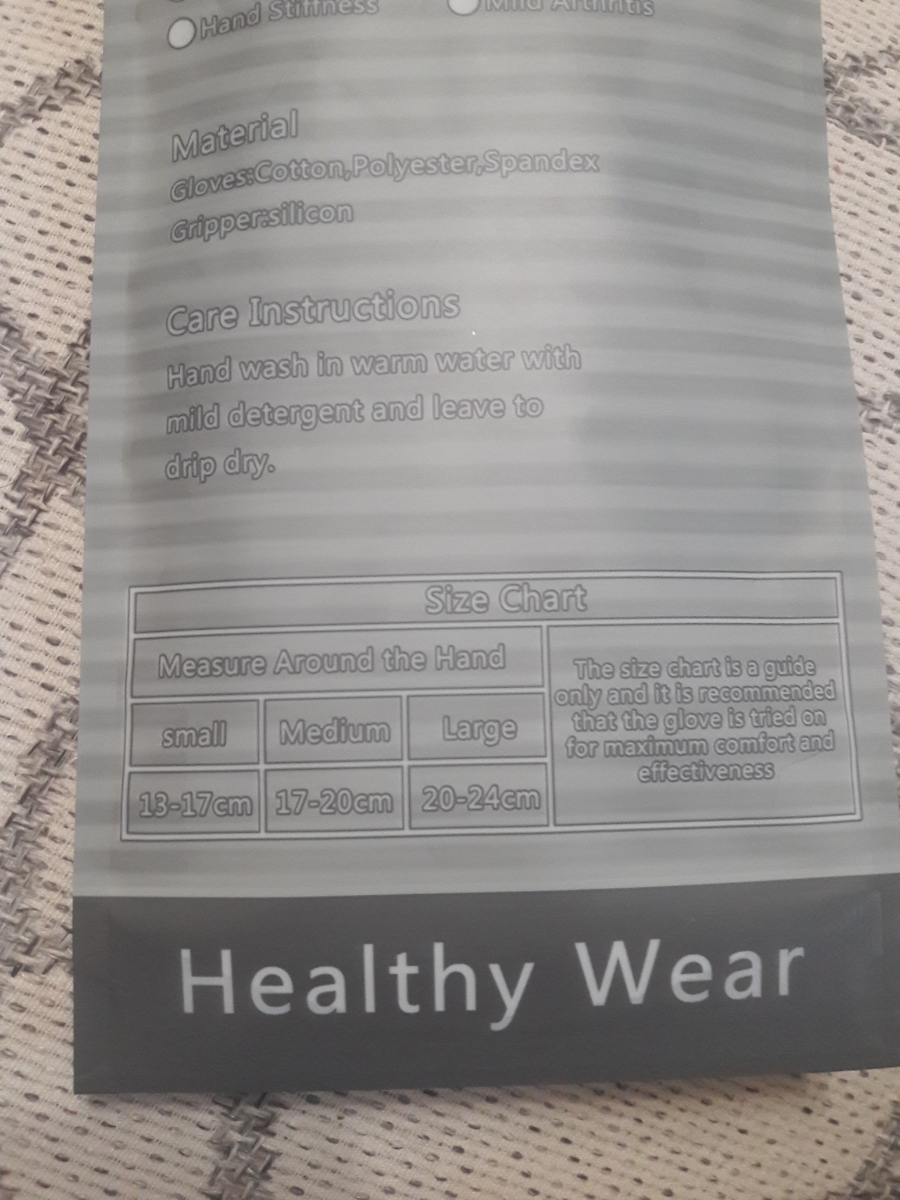 Hand Stiffness
Mild Arthritis
Material
Gloves:Cotton,Polyester,Spandex
Gripper:silicon
Care Instructions
Hand wash in warm water with
mild detergent and leave to
drip dry.
Size Chart
Measure Around the Hand
small Medium Large
13-17cm 17-20cm 20-24cm
The size chart is a guide
only and it is recommended
that the glove is tried on
for maximum comfort and
effectiveness
Healthy Wear